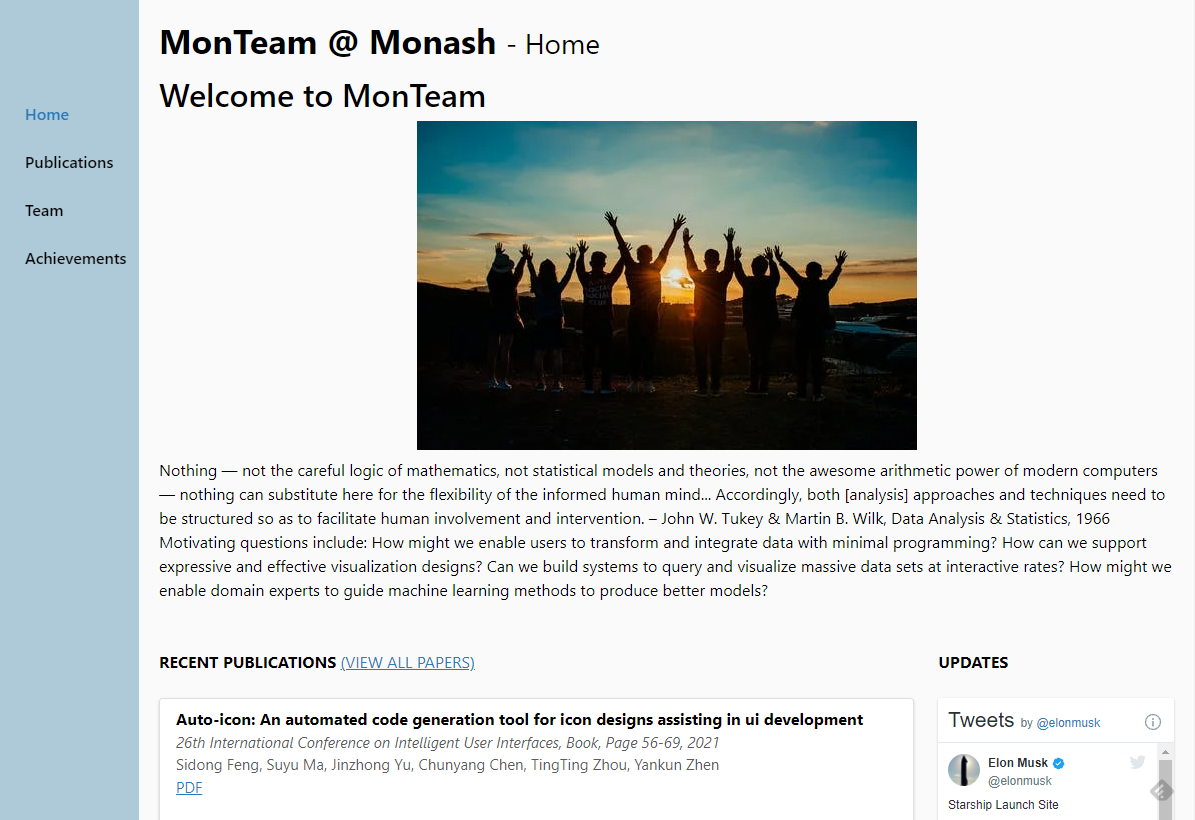 MonTeam @ Monash - Home
Welcome to MonTeam
Home
Publications
Team
Achievements
Nothing — not the careful logic of mathematics, not statistical models and theories, not the awesome arithmetic power of modern computers
— nothing can substitute here for the flexibility of the informed human mind... Accordingly, both [analysis] approaches and techniques need to
be structured so as to facilitate human involvement and intervention. – John W. Tukey & Martin B. Wilk, Data Analysis & Statistics, 1966
Motivating questions include: How might we enable users to transform and integrate data with minimal programming? How can we support
expressive and effective visualization designs? Can we build systems to query and visualize massive data sets at interactive rates? How might we
enable domain experts to guide machine learning methods to produce better models?
RECENT PUBLICATIONS (VIEW ALL PAPERS)
Auto-icon: An automated code generation tool for icon designs assisting in ui development
26th International Conference on Intelligent User Interfaces, Book, Page 56-69, 2021
Sidong Feng, Suyu Ma, Jinzhong Yu, Chunyang Chen, TingTing Zhou, Yankun Zhen
PDF
UPDATES
Tweets by @elonmusk
Elon Musk
@elonmusk
Starship Launch Site